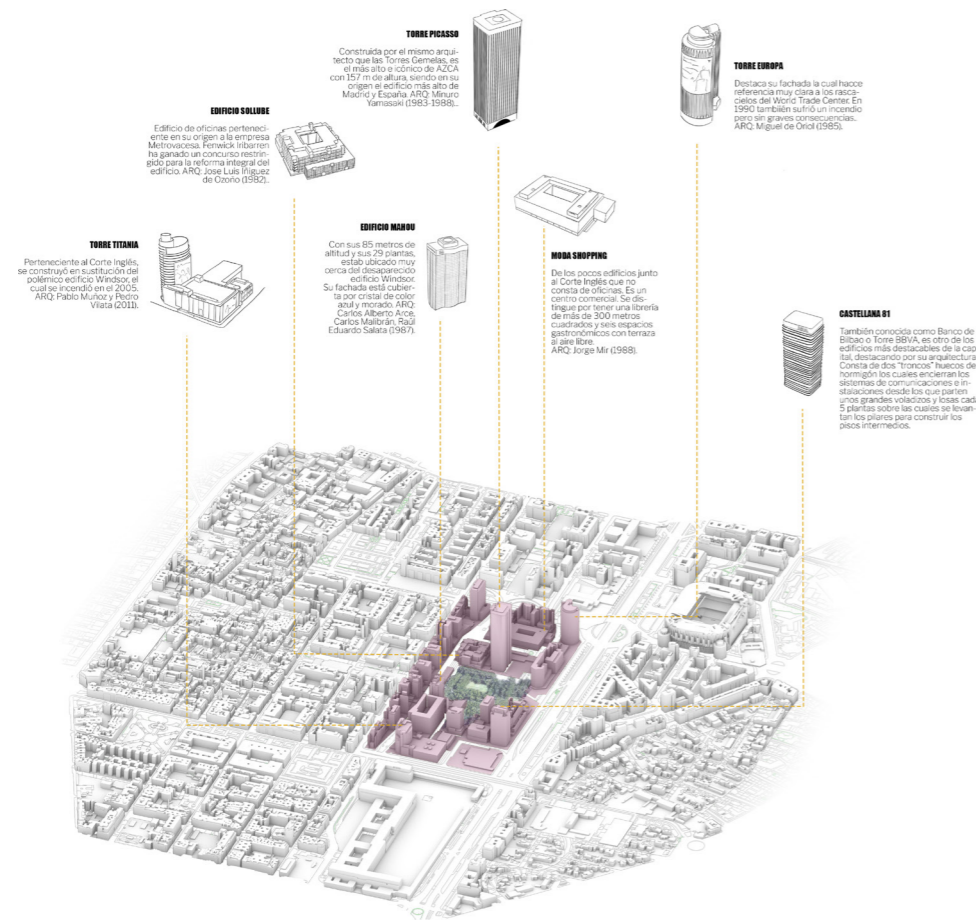 TORRE PICASSO
Construida por el mismo arqui-
tecto que las Torres Gemelas, es
el más alto e icónico de AZCA
con 157 m de altura, siendo en su
origen el edificio más alto de
Madrid y España. ARQ: Minuro
Yamasaki (1983-1988)..
TORRE EUROPA
Destaca su fachada la cual hacce
referencia muy clara a los rasca-
cielos del World Trade Center. En
1990 también sufrió un incendio
pero sin graves consecuencias..
ARQ: Miguel de Oriol (1985).
EDIFICIO SOLLUBE
Edificio de oficinas perteneci-
ente en su origen a la empresa
Metrovacesa. Fenwick Iribarren
ha ganado un concurso restrin-
gido para la reforma integral del
edificio. ARQ: Jose Luis Iñiguez
de Ozoño (1982)..
EDIFICIO MAHOU
Con sus 85 metros de
altitud y sus 29 plantas,
estab ubicado muy
cerca del desaparecido
edificio Windsor.
Su fachada está cubier-
ta por cristal de color
azul y morado. ARQ:
Carlos Alberto Arce,
Carlos Malibrán, Raúl
Eduardo Salata (1987).
TORRE TITANIA
Perteneciente al Corte Inglés,
se construyó en sustitución del
polémico edificio Windsor, el
cual se incendió en el 2005.
ARQ: Pablo Muñoz y Pedro
Vilata (2011).
MODA SHOPPING
De los pocos edificios junto
al Corte Inglés que no
consta de oficinas. Es un
centro comercial. Se dis-
tingue por tener una librería
de más de 300 metros
cuadrados y seis espacios
gastronómicos con terraza
al aire libre.
ARQ: Jorge Mir (1988).
CASTELLANA 81
También conocida como Banco de
Bilbao o Torre BBVA, es otro de los
edificios más destacables de la cap
ital, destacando por su arquitectura
Consta de dos "troncos" huecos de
hormigón los cuales encierran los
sistemas de comunicaciones e in-
stalaciones desde los que parten
unos grandes voladizos y losas cad
5 plantas sobre las cuales se levan-
tan los pilares para construir los
pisos intermedios.